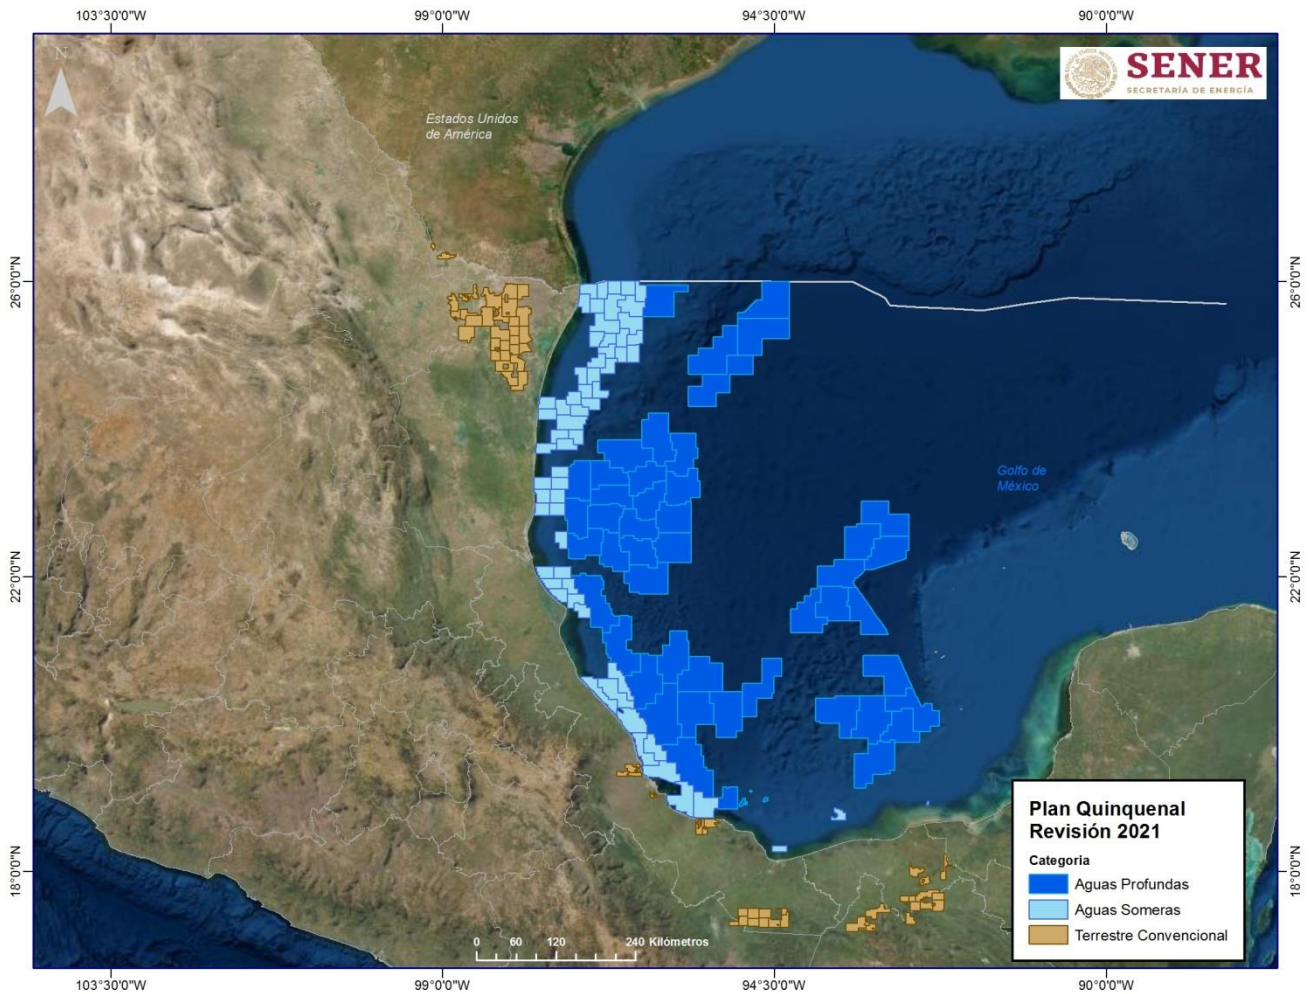 103°30'0"W 99°0'0"W 94°30'0"W 90°0'0"W
N
SENER
SECRETARÍA DE ENERGÍA
Estados Unidos
de América
26°0'0"N 26°0'0"N
Golfo de
México
22°0'0"N 22°0'0"N
Plan Quinquenal
Revisión 2021
Categoria
Aguas Profundas
Aguas Someras
Terrestre Convencional
18°0'0"N 18°0'0"N
0 60 120 240 Kilómetros
103°30'0"W 99°0'0"W 94°30'0"W 90°0'0"W